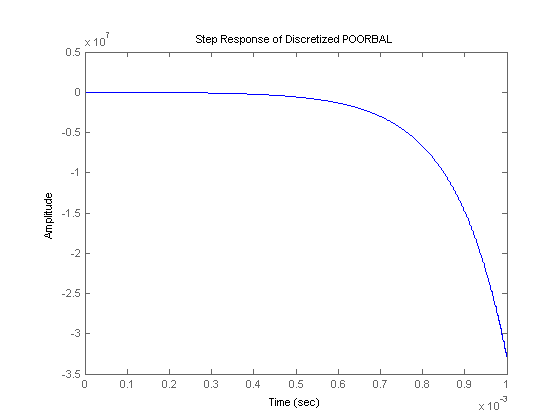 Step Response of Discretized POORBAL
x 10^7
0.5
0
-0.5
-1
-1.5
-2
-2.5
-3
-3.5
Amplitude
0 0.1 0.2 0.3 0.4 0.5 0.6 0.7 0.8 0.9 1
Time (sec)
x 10^-3